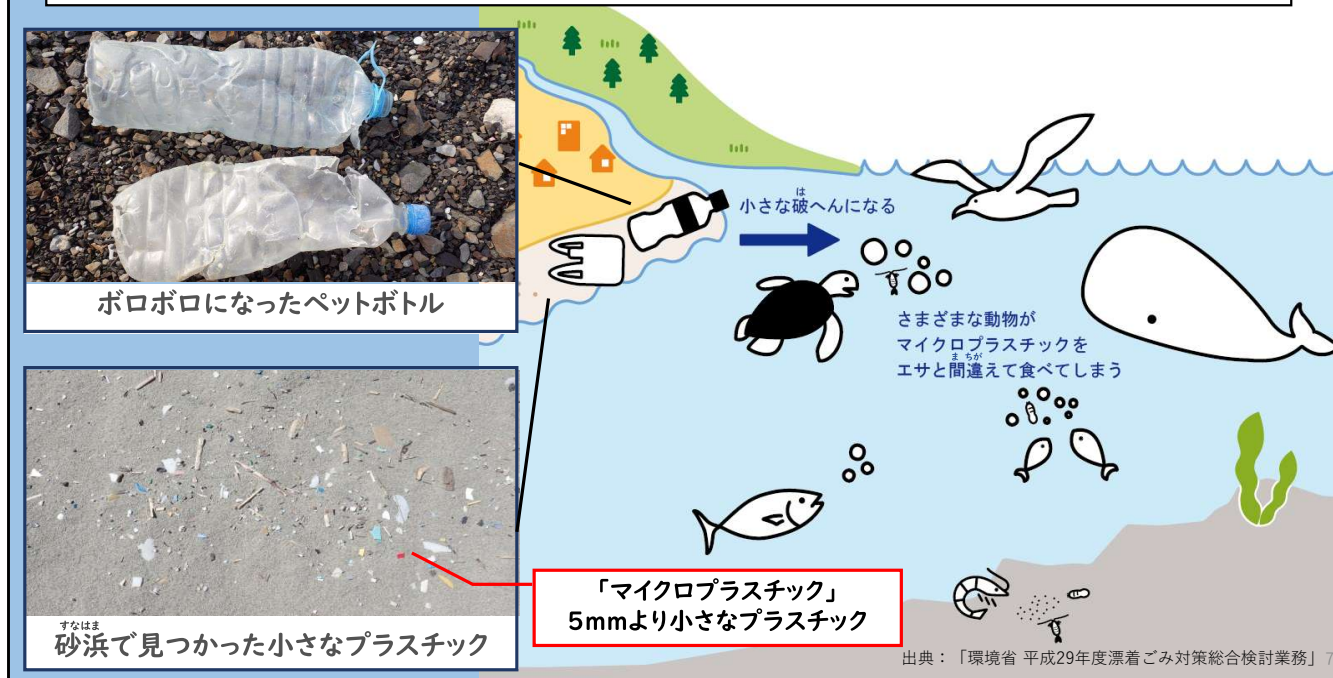 ボロボロになったペットボトル
小さな破へんになる
は
さまざまな動物が
マイクロプラスチックを
エサと間違えて食べてしまう
まちが
砂浜で見つかった小さなプラスチック
すなはま
「マイクロプラスチック」
5mmより小さなプラスチック
出典：「環境省 平成29年度漂着ごみ対策総合検討業務」
7